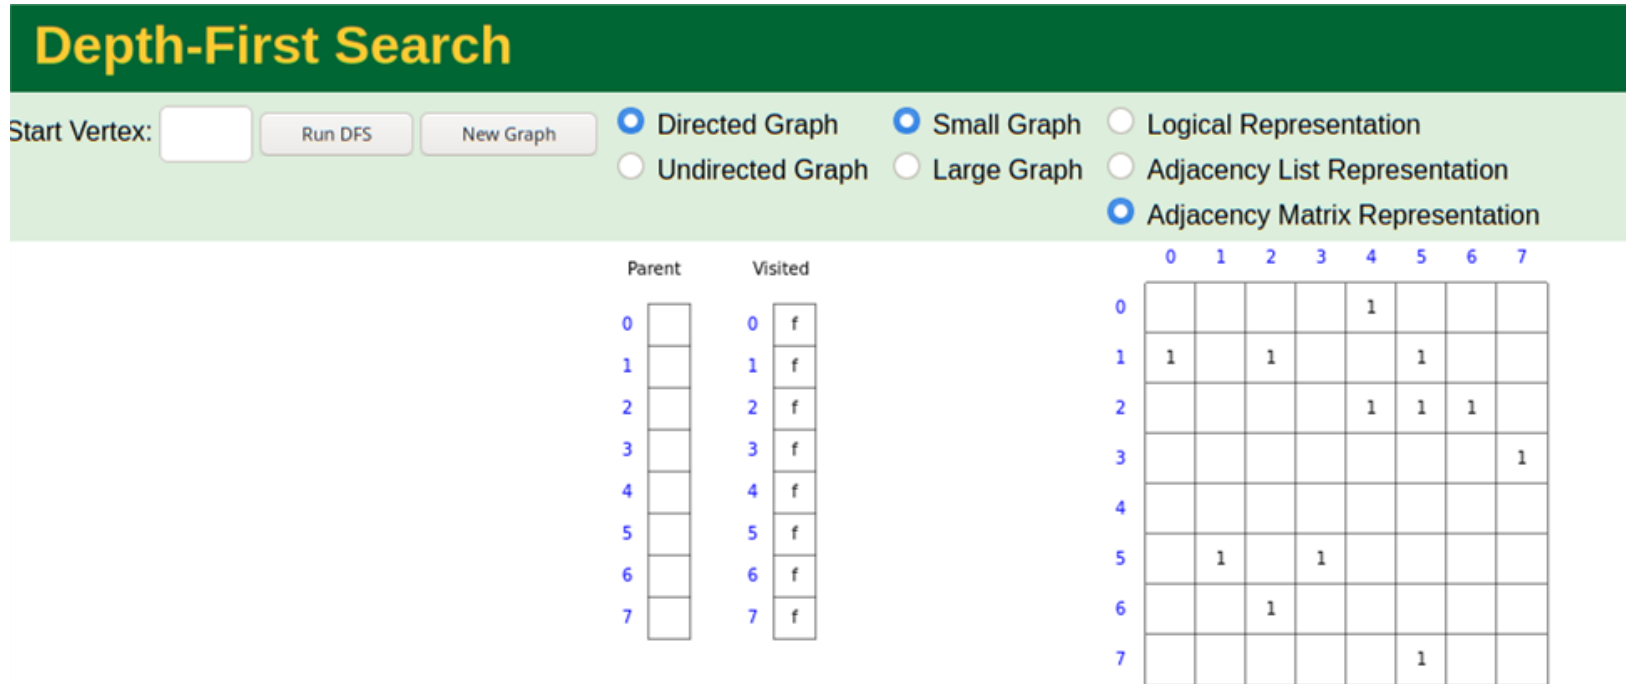 Depth-First Search
Start Vertex: Run DFS New Graph Directed Graph Small Graph Logical Representation
Undirected Graph Large Graph Adjacency List Representation
Adjacency Matrix Representation
Parent Visited
0 1 2 3 4 5 6 7
0 0 f
1 1 f
2 2 f
3 3 f
4 4 f
5 5 f
6 6 f
7 7 f
0 1
1 1 1 1
2 1 1 1
3 1
4
5 1 1
6 1
7 1